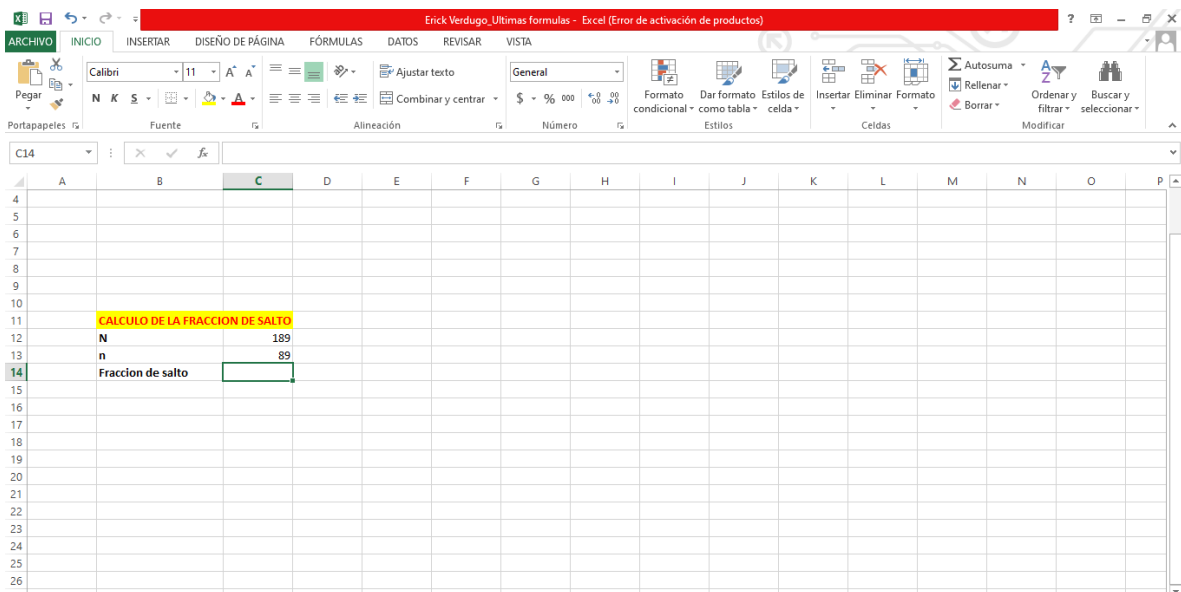 Erick Verdugo_Ultimas formulas - Excel (Error de activación de productos)
ARCHIVO INICIO INSERTAR DISEÑO DE PÁGINA FÓRMULAS DATOS REVISAR VISTA
Calibri 11 Ajustar texto General Autosuma
Pegar N K S A Combinar y centrar $ % 000 Formato condicional Dar formato como tabla Estilos de celda Insertar Eliminar Formato Rellenar Borrar Ordenar y filtrar Buscar y seleccionar
Portapapeles Fuente Alineación Número Estilos Celdas Modificar
C14 fx
A B C D E F G H I J K L M N O P
4
5
6
7
8
9
10
11 CALCULO DE LA FRACCION DE SALTO
12 N 189
13 n 89
14 Fraccion de salto
15
16
17
18
19
20
21
22
23
24
25
26